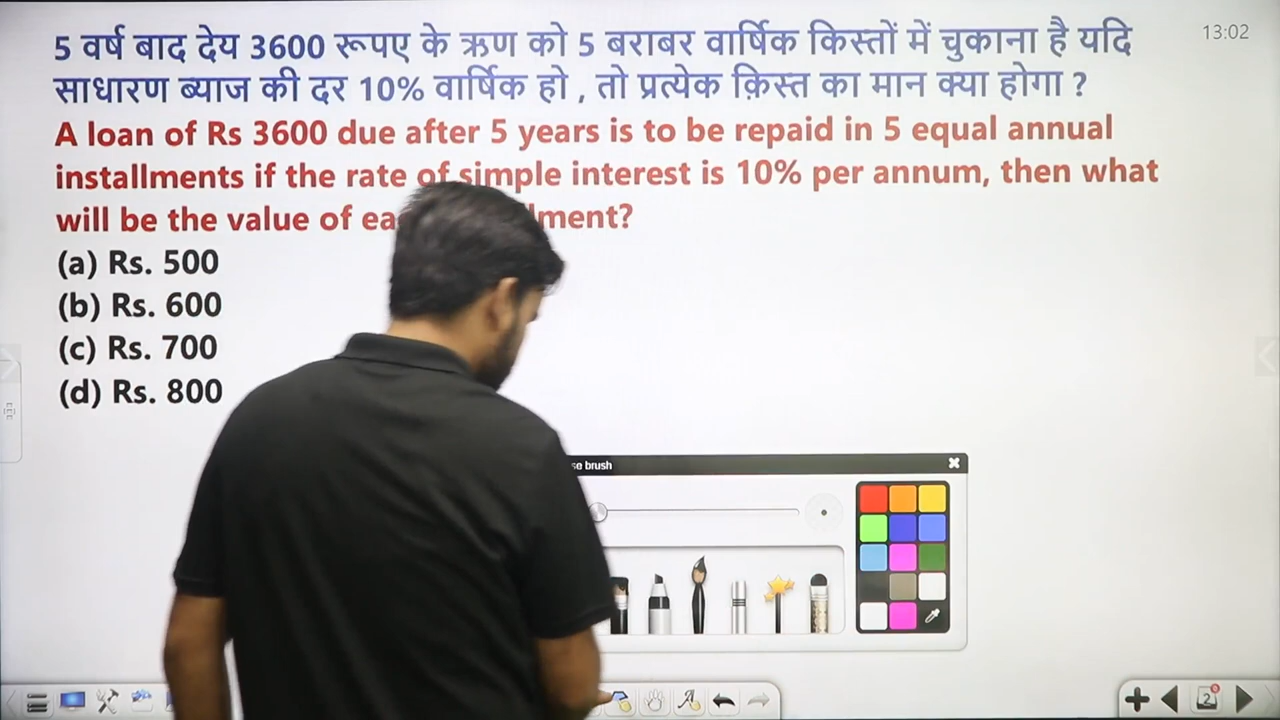 5 वर्ष बाद देय 3600 रूपए के ऋण को 5 बराबर वार्षिक किस्तों में चुकाना है यदि
साधारण ब्याज की दर 10% वार्षिक हो , तो प्रत्येक क़िस्त का मान क्या होगा ?
A loan of Rs 3600 due after 5 years is to be repaid in 5 equal annual
installments if the rate of simple interest is 10% per annum, then what
will be the value of
(a) Rs. 500
(b) Rs. 600
(c) Rs. 700
(d) Rs. 800
13:02
brush
2